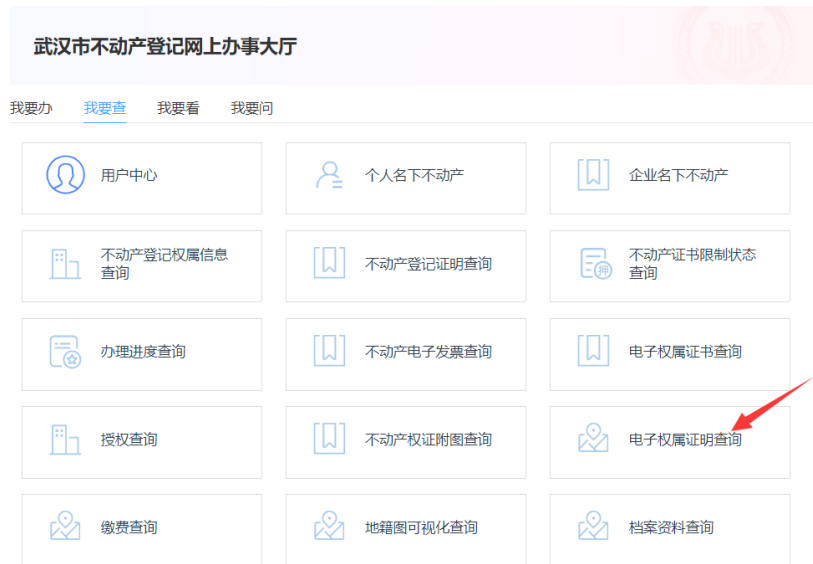 武汉市不动产登记网上办事大厅
我要办 我要查 我要看 我要问
用户中心 个人名下不动产 企业名下不动产
不动产登记权属信息
查询
不动产登记证明查询
不动产证书限制状态
查询
押
办理进度查询 不动产电子发票查询 电子权属证书查询
授权查询 不动产权证附图查询 电子权属证明查询
缴费查询 地籍图可视化查询 档案资料查询